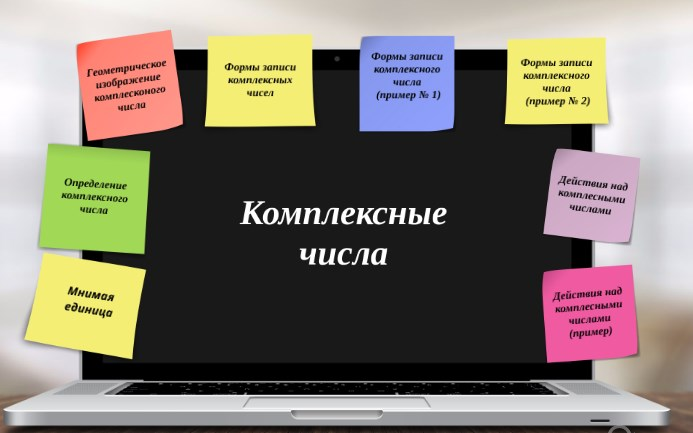 Геометрическое
изображение
комплесконого
числа
Формы записи
комплексных
чисел
Формы записи
комплексного
числа
(пример № 1)
Формы записи
комплексного
числа
(пример № 2)
Определение
комплексного
числа
Мнимая
единица
Комплексные
числа
Действия над
комплесными
числами
Действия над
комплесными
числами
(пример)